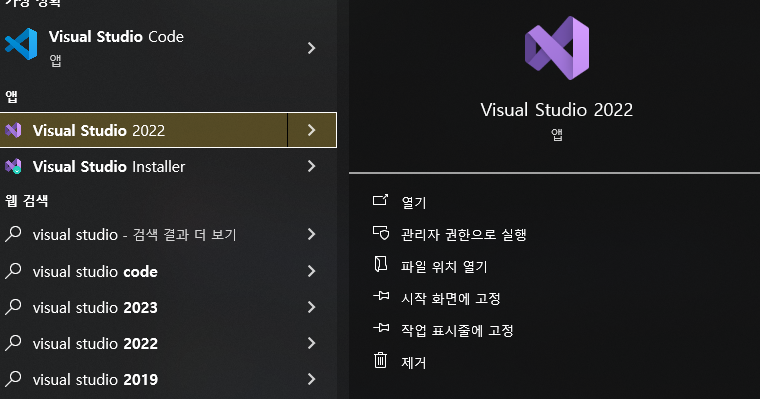 가장 정확
Visual Studio Code
앱
앱
Visual Studio 2022
Visual Studio Installer
웹 검색
visual studio - 검색 결과 더 보기
visual studio code
visual studio 2023
visual studio 2022
visual studio 2019
Visual Studio 2022
앱
열기
관리자 권한으로 실행
파일 위치 열기
시작 화면에 고정
작업 표시줄에 고정
제거